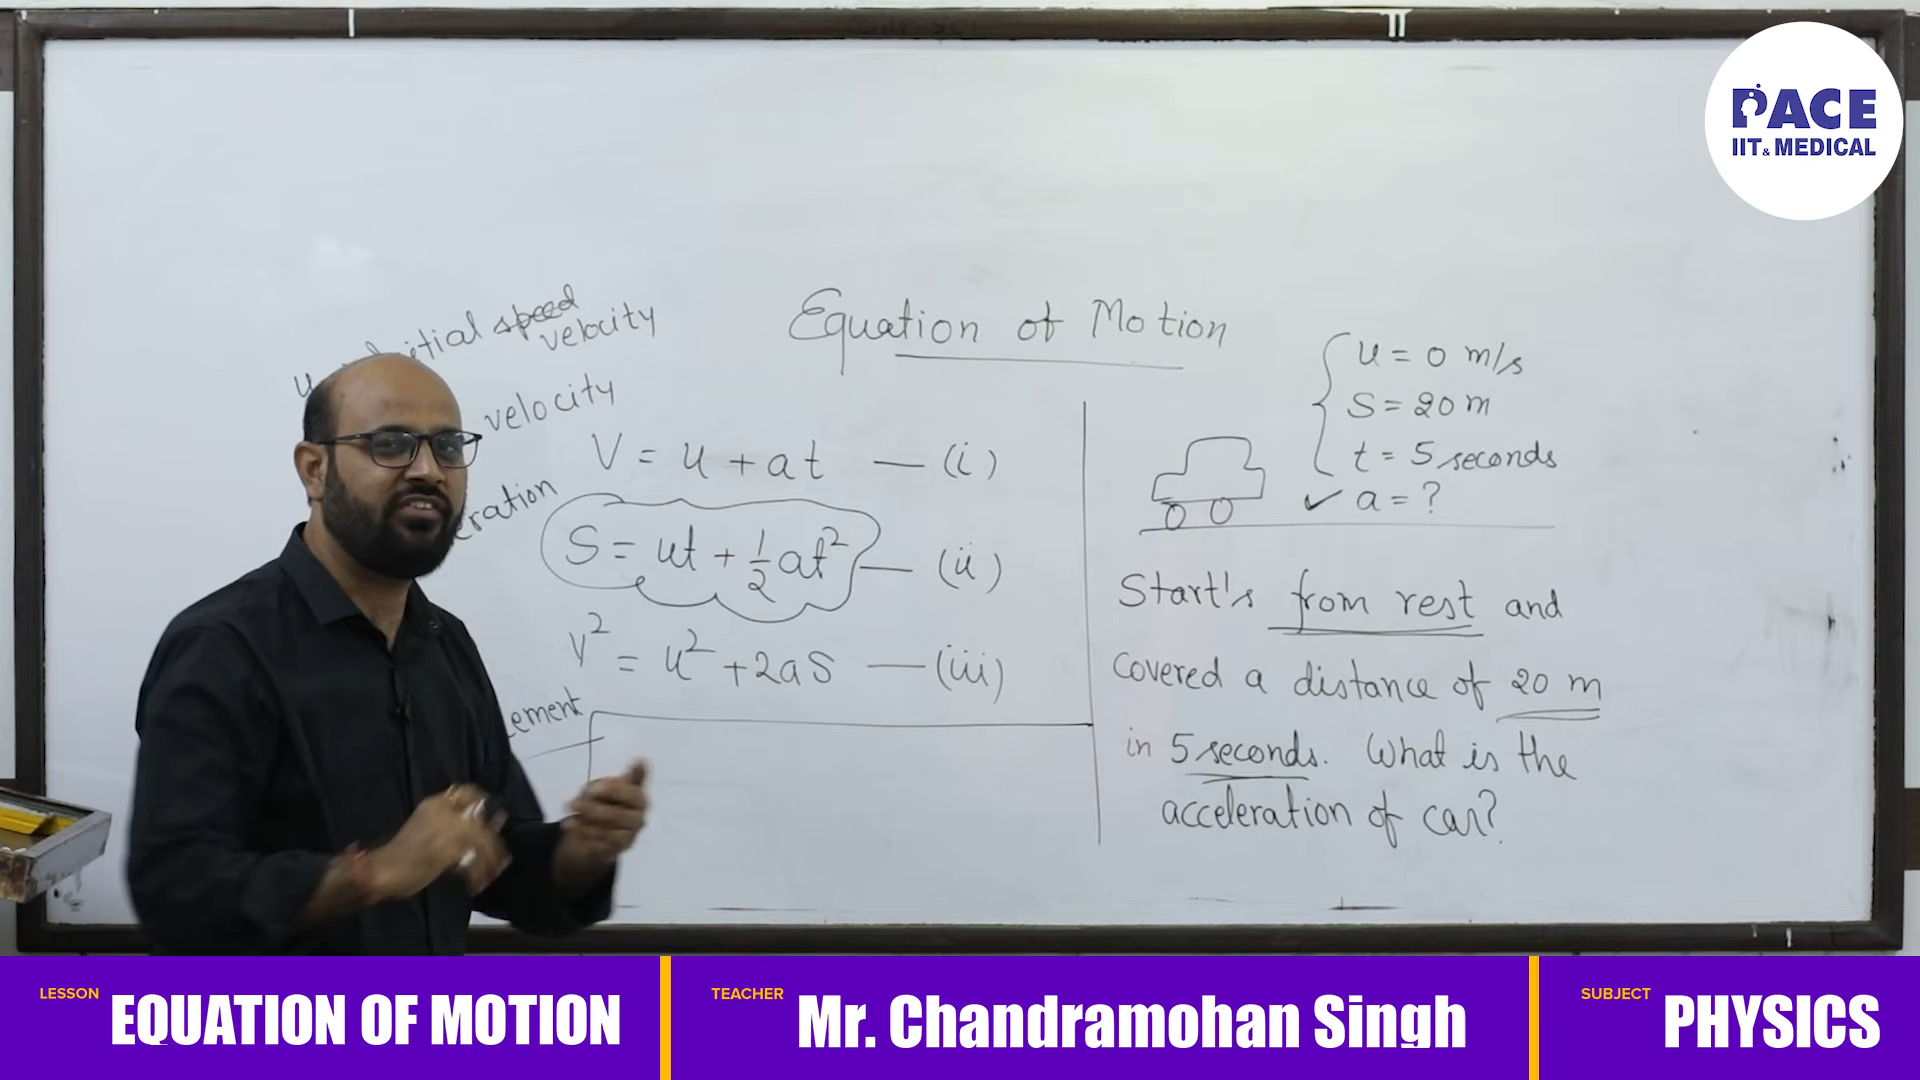 PACE
IIT & MEDICAL
Equation of Motion
speed
velocity
velocity
V = u + at — (i)
S = ut + 1/2 at² — (ii)
V² = u² + 2aS — (iii)
u = 0 m/s
S = 20 m
t = 5 seconds
✓ a = ?
Start's from rest and
covered a distance of 20 m
in 5 seconds. What is the
acceleration of car?
LESSON EQUATION OF MOTION
TEACHER Mr. Chandramohan Singh
SUBJECT PHYSICS